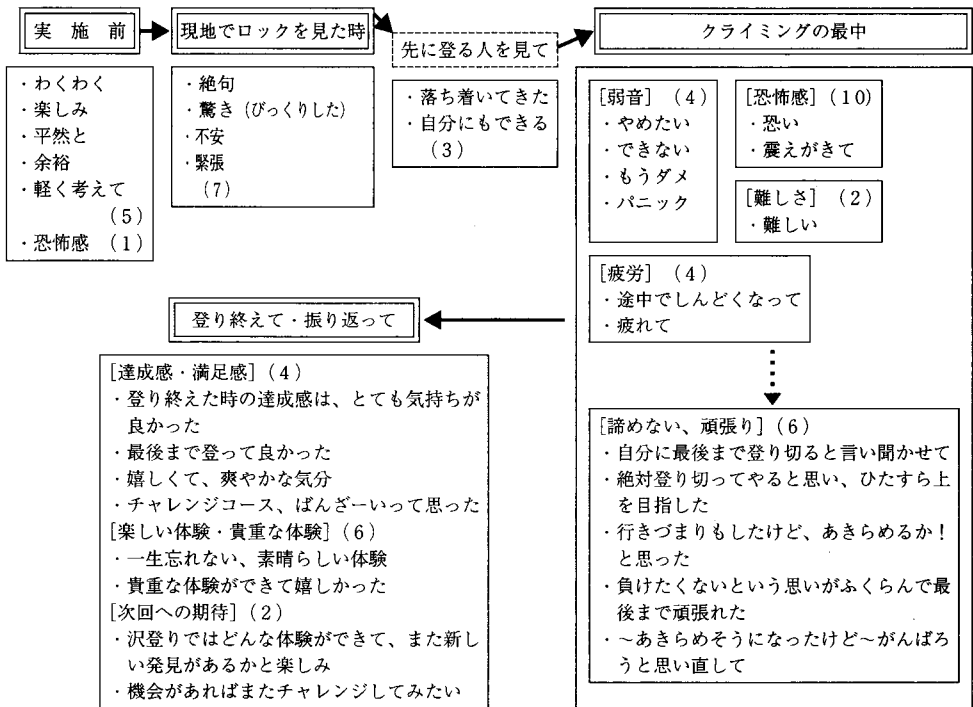 実 施 前
・わくわく
・楽しみ
・平然と
・余裕
・軽く考えて
(5)
・恐怖感 (1)
現地でロックを見た時
・絶句
・驚き (びっくりした)
・不安
・緊張
(7)
先に登る人を見て
・落ち着いてきた
・自分にもできる
(3)
クライミングの最中
[弱音] (4)
・やめたい
・できない
・もうダメ
・パニック
[恐怖感] (10)
・恐い
・震えがきて
[難しさ] (2)
・難しい
[疲労] (4)
・途中でしんどくなって
・疲れて
[諦めない、頑張り] (6)
・自分に最後まで登り切ると言い聞かせて
・絶対登り切ってやると思い、ひたすら上
を目指した
・行きづまりもしたけど、あきらめるか!
と思った
・負けたくないという思いがふくらんで最
後まで頑張れた
・～あきらめそうになったけど～がんばろ
うと思い直して
登り終えて・振り返って
[達成感・満足感] (4)
・登り終えた時の達成感は、とても気持ちが
良かった
・最後まで登って良かった
・嬉しくて、爽やかな気分
・チャレンジコース、ばんざーいって思った
[楽しい体験・貴重な体験] (6)
・一生忘れない、素晴らしい体験
・貴重な体験ができて嬉しかった
[次回への期待] (2)
・沢登りではどんな体験ができて、また新し
い発見があるかと楽しみ
・機会があればまたチャレンジしてみたい